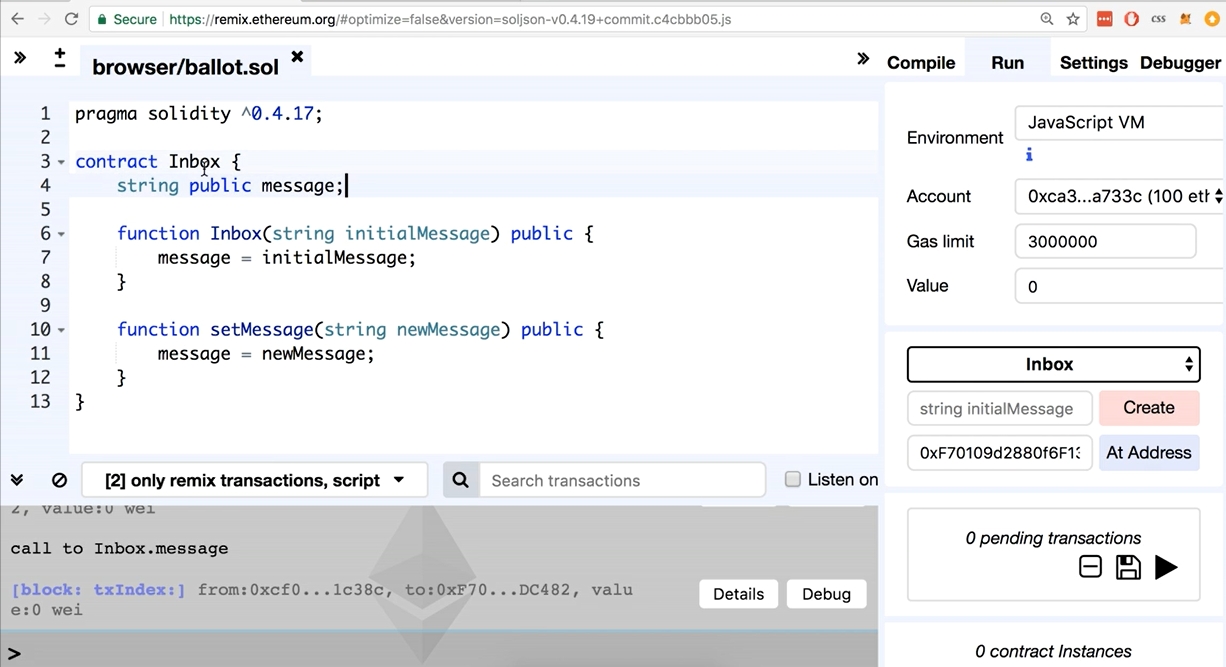 Secure https://remix.ethereum.org/#optimize=false&version=soljson-v0.4.19+commit.c4cbbb05.js
css
browser/ballot.sol
Compile Run Settings Debugger
1 pragma solidity ^0.4.17;
2
3 contract Inbox {
4 string public message;
5
6 function Inbox(string initialMessage) public {
7 message = initialMessage;
8 }
9
10 function setMessage(string newMessage) public {
11 message = newMessage;
12 }
13 }
Environment JavaScript VM
i
Account 0xca3...a733c (100 eth
Gas limit 3000000
Value 0
Inbox
string initialMessage Create
0xF70109d2880f6F13 At Address
0 pending transactions
0 contract Instances
[2] only remix transactions, script Search transactions Listen on
2, value:0 wei
call to Inbox.message
[block: txIndex:] from:0xcf0...1c38c, to:0xF70...DC482, valu
e:0 wei
Details Debug
>